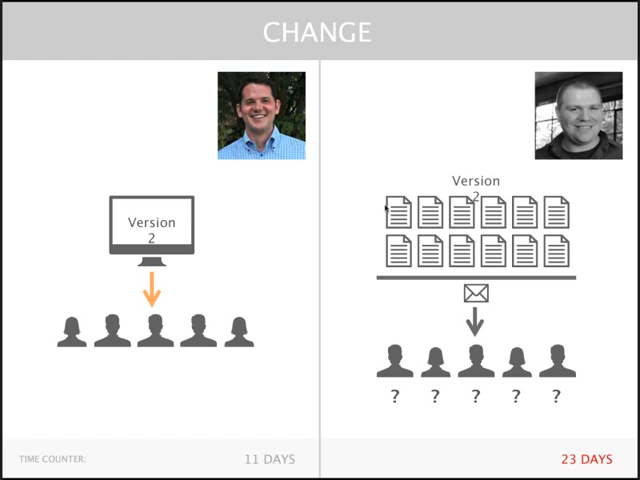 CHANGE
Version
2
Version
2
? ? ? ? ?
TIME COUNTER:
11 DAYS
23 DAYS